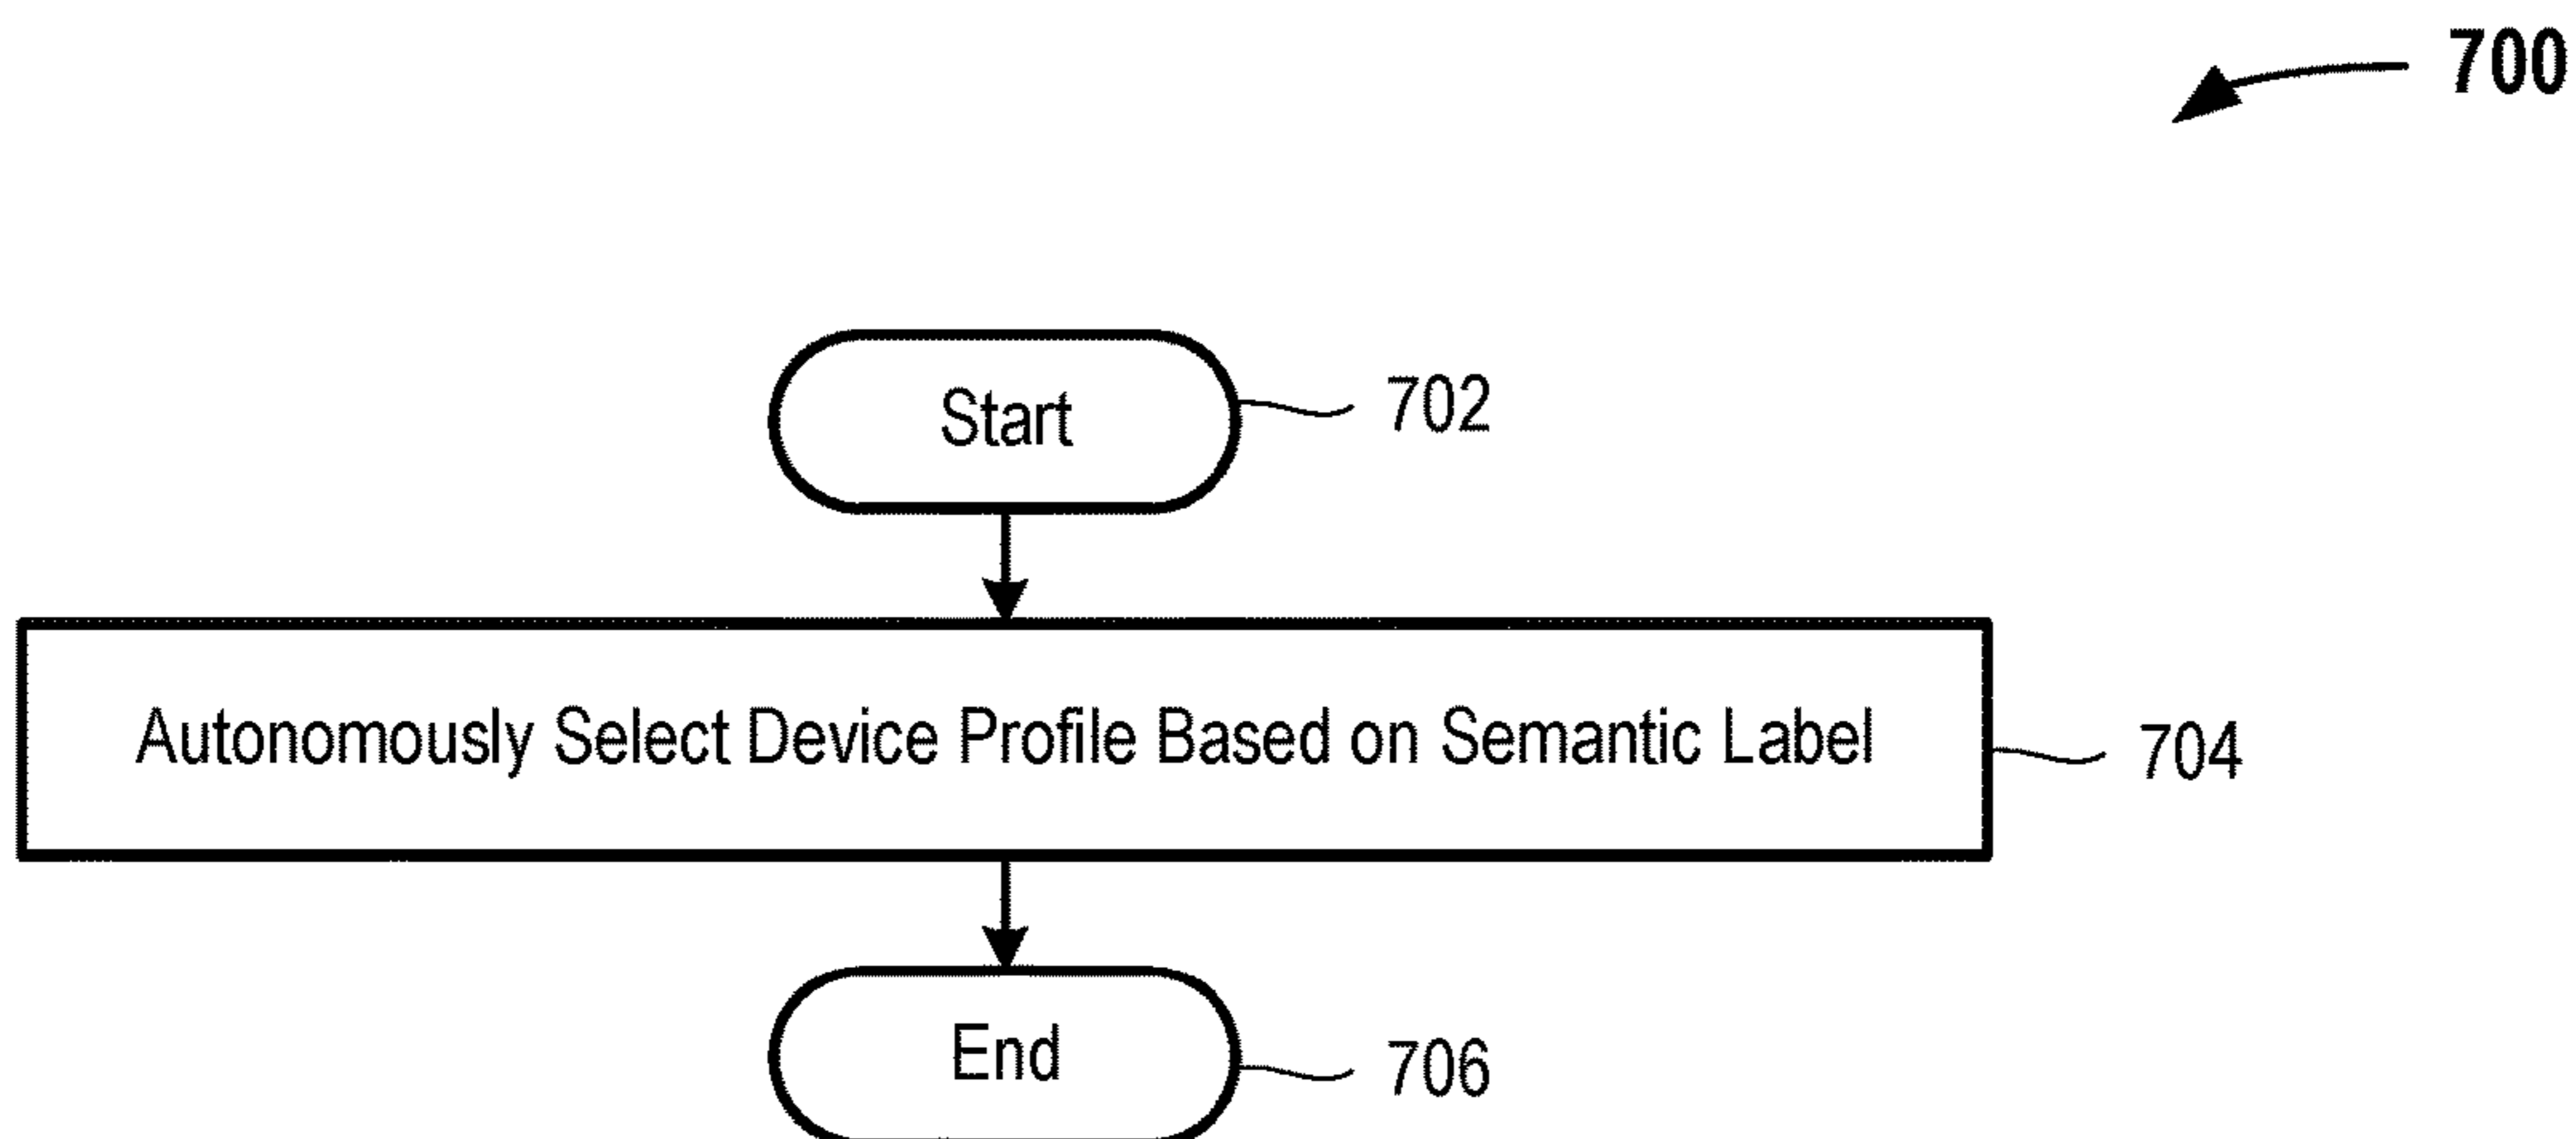 700
Start
702
Autonomously Select Device Profile Based on Semantic Label
704
End
706